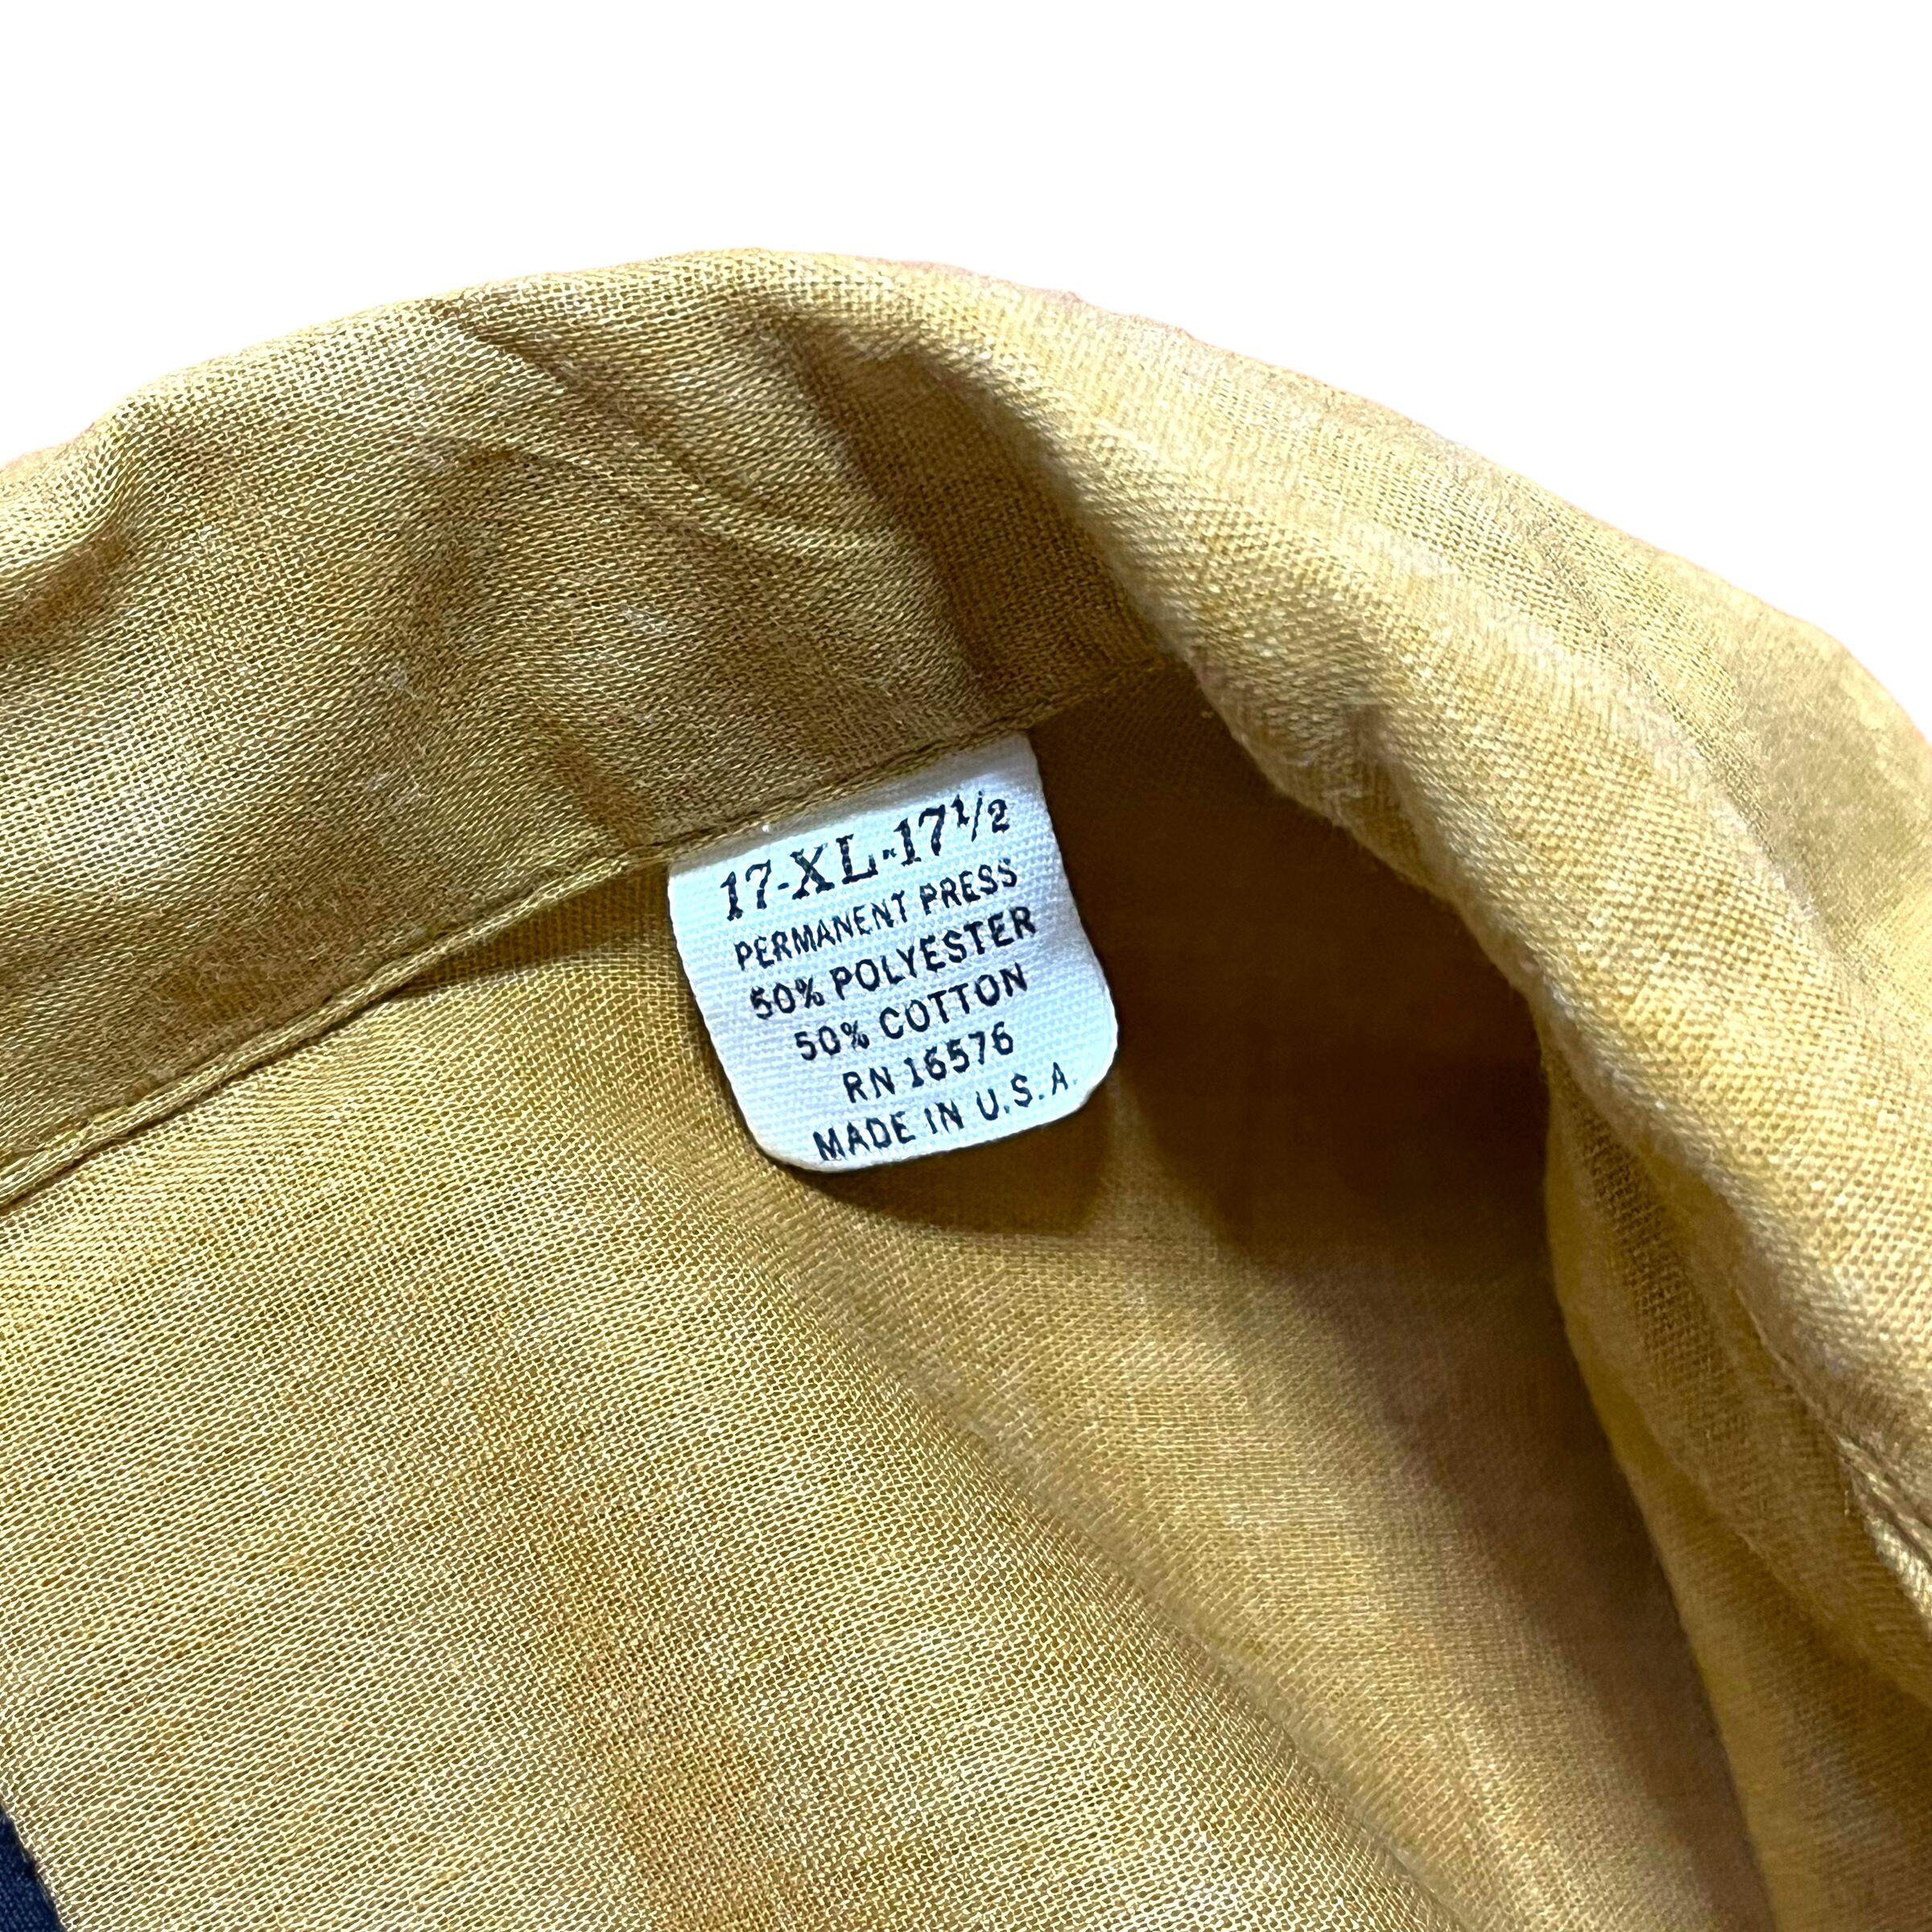 17-XL-17½
PERMANENT PRESS
50% POLYESTER
50% COTTON
RN 16576
MADE IN U.S.A.